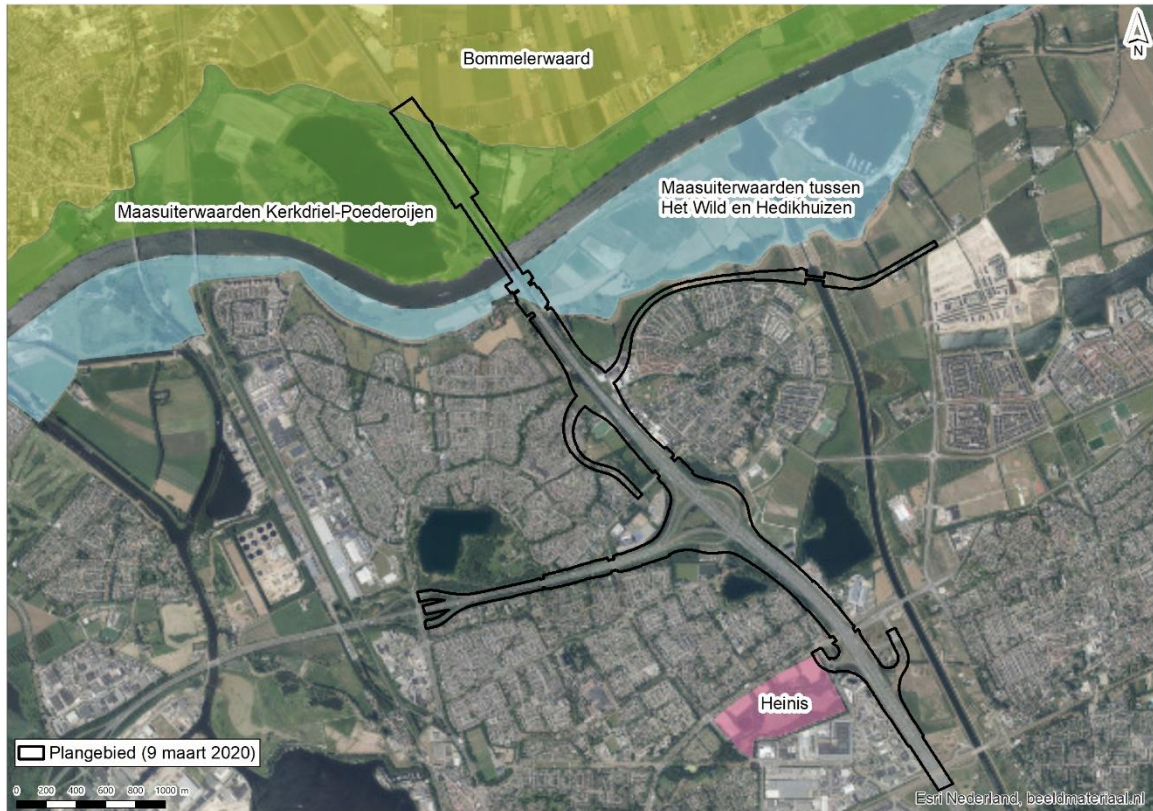 Bommelerwaard
N
Maasuiterwaarden Kerkdriel-Poederoijen
Maasuiterwaarden tussen
Het Wild en Hedikhuizen
Heinis
Plangebied (9 maart 2020)
0 200 400 600 800 1000 m
Esri Nederland, beeldmateriaal.nl